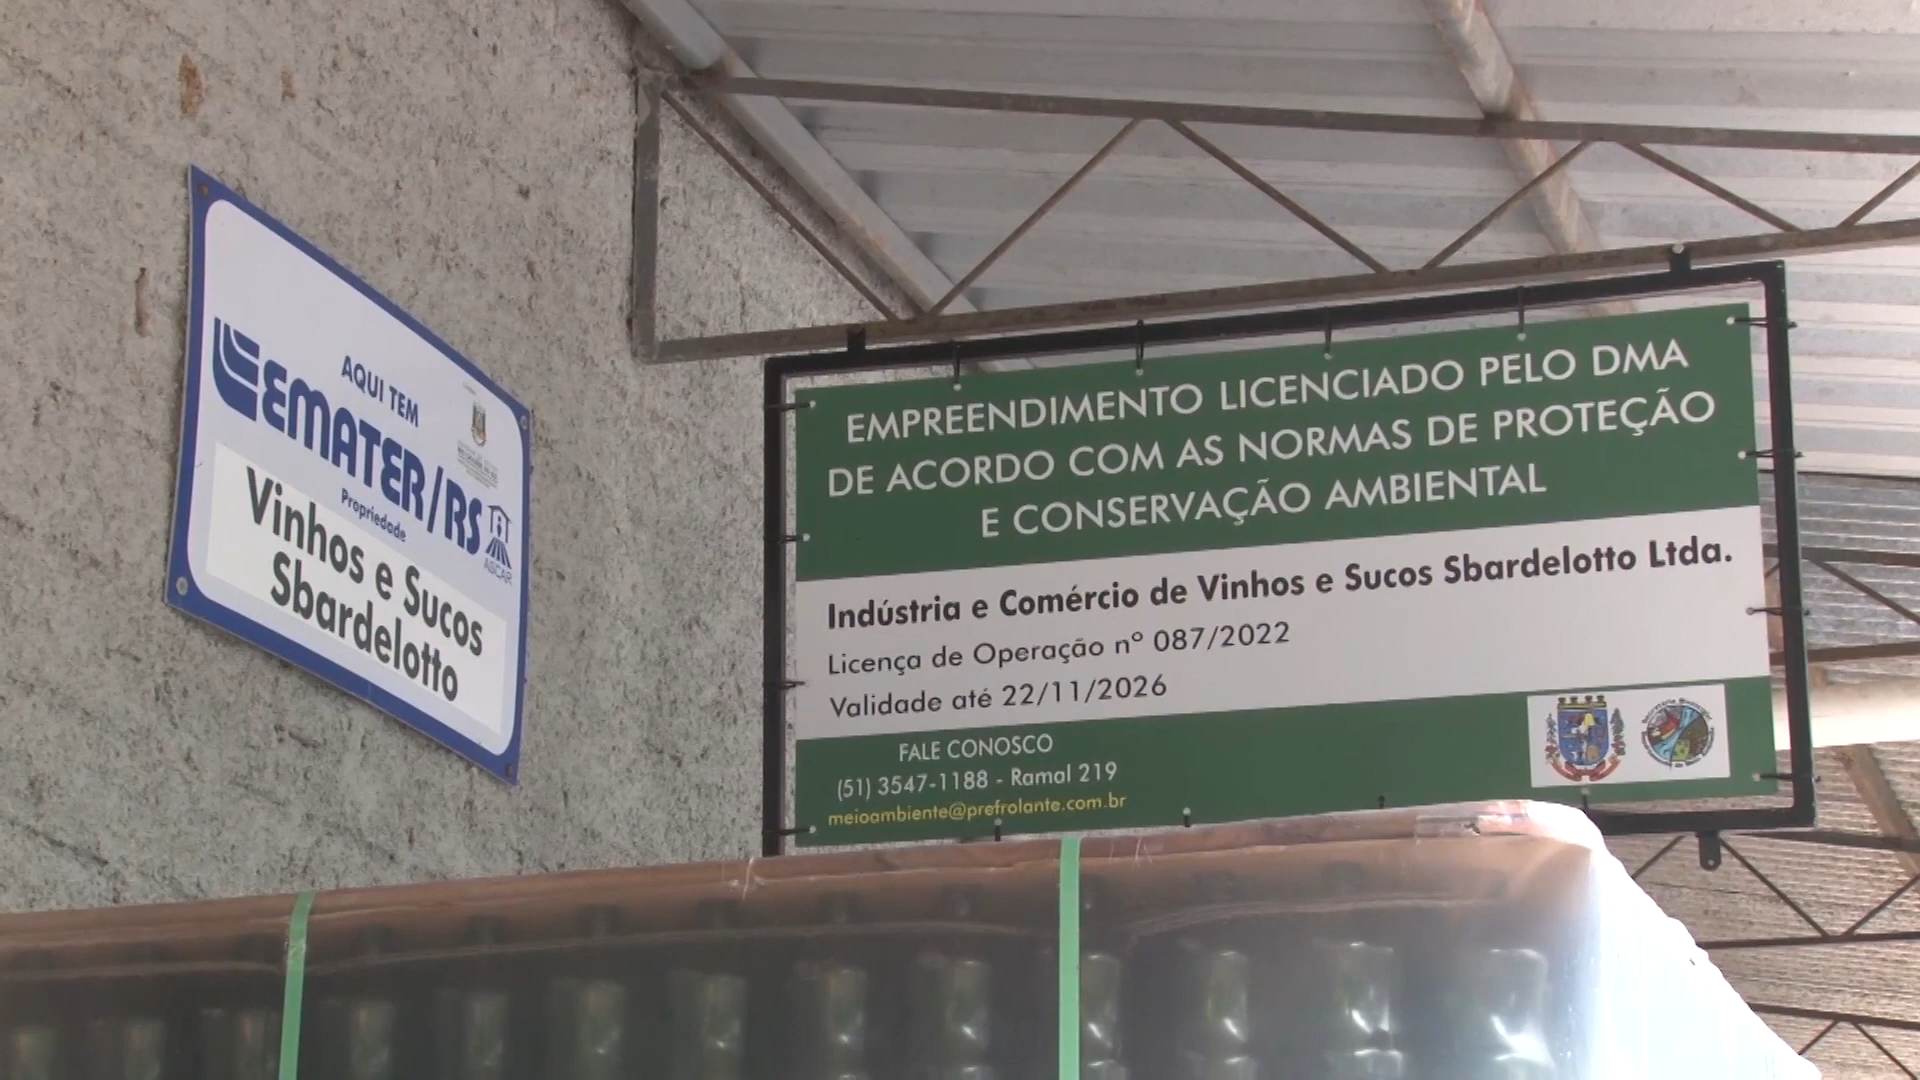 AQUI TEM
EMATER/RS
ASCAR
Propriedade
Vinhos e Sucos
Sbardelotto
EMPREENDIMENTO LICENCIADO PELO DMA
DE ACORDO COM AS NORMAS DE PROTEÇÃO
E CONSERVAÇÃO AMBIENTAL
Indústria e Comércio de Vinhos e Sucos Sbardelotto Ltda.
Licença de Operação nº 087/2022
Validade até 22/11/2026
FALE CONOSCO
(51) 3547-1188 - Ramal 219
meioambiente@prefrolante.com.br